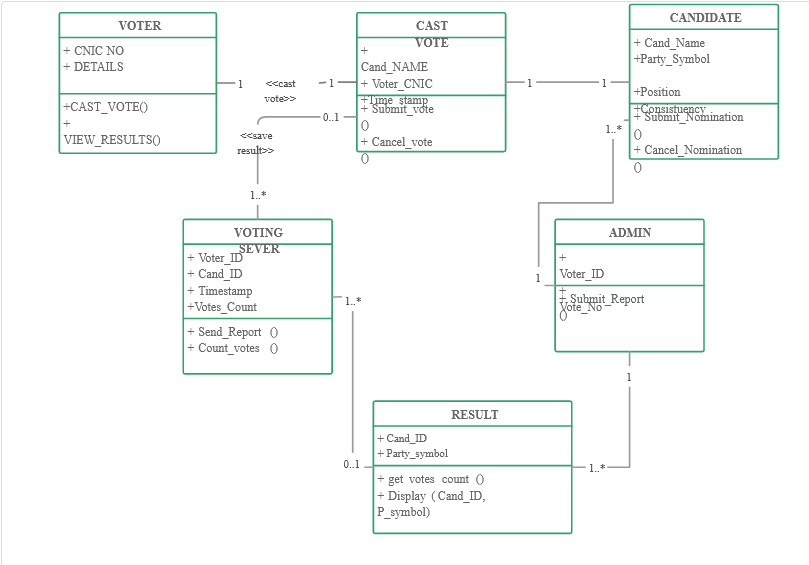 VOTER
+ CNIC NO
+ DETAILS
+CAST_VOTE()
+
VIEW_RESULTS()
1
<<cast
vote>>
1
CAST
VOTE
+
Cand_NAME
+ Voter_CNIC
+Time_stamp
+ Submit_vote
()
+ Cancel_vote
()
1
1
CANDIDATE
+ Cand_Name
+Party_Symbol
+Position
+Consistuency
+ Submit_Nomination
()
+ Cancel_Nomination
()
0..1
<<save
result>>
1..*
1..*
1
VOTING
SEVER
+ Voter_ID
+ Cand_ID
+ Timestamp
+Votes_Count
+ Send_Report ()
+ Count_votes ()
1..*
0..1
ADMIN
+
Voter_ID
+
Vote_No
+ Submit_Report
()
1
1..*
RESULT
+ Cand_ID
+ Party_symbol
+ get votes count ()
+ Display ( Cand_ID,
P_symbol)